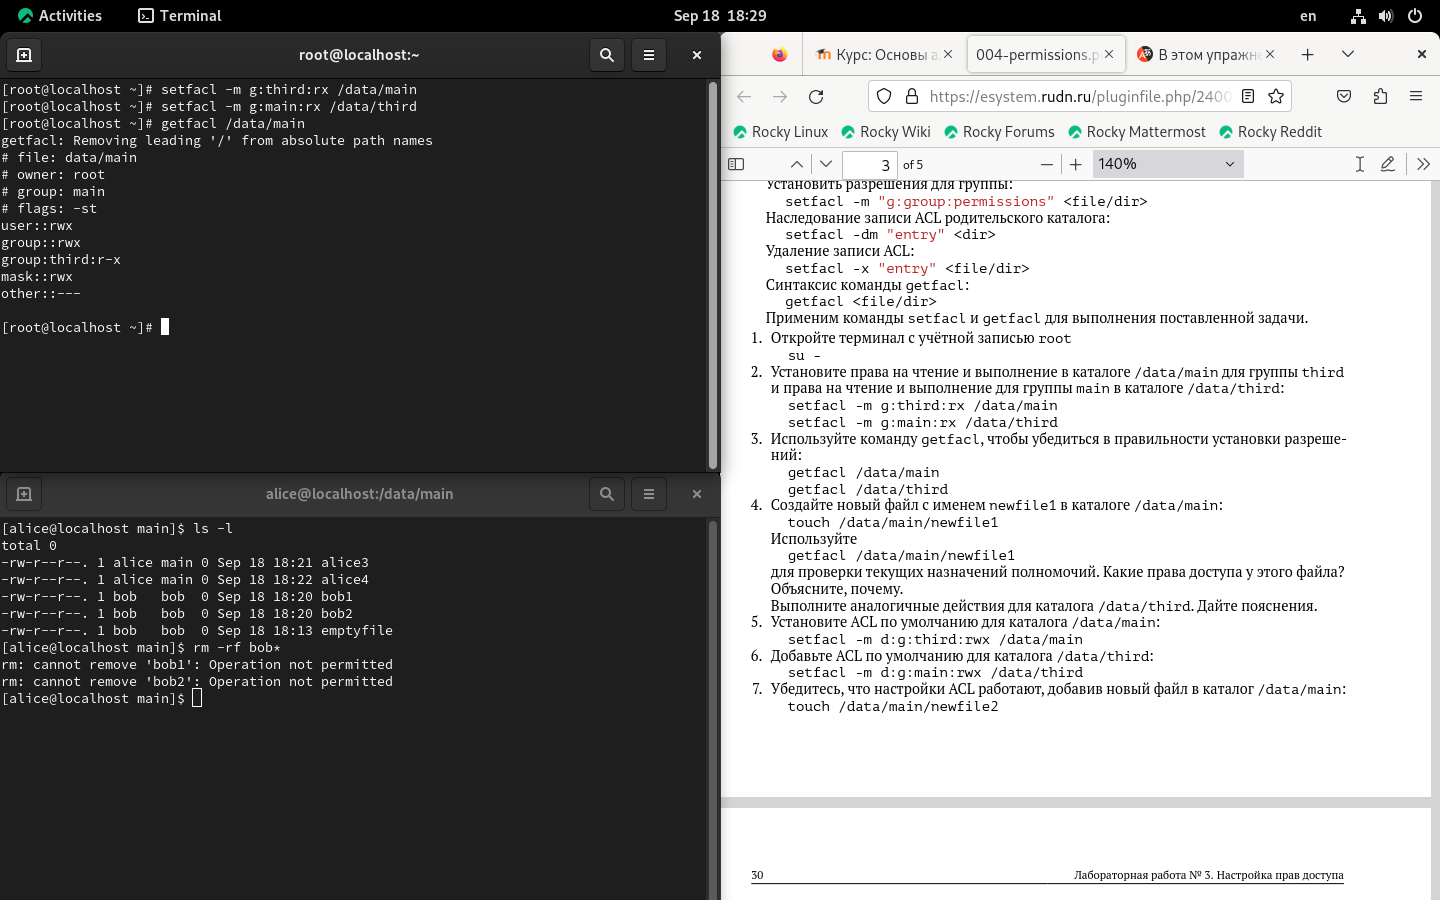 Activities
Terminal
Sep 18 18:29
en
root@localhost:~
[root@localhost ~]# setfacl -m g:third:rx /data/main
[root@localhost ~]# setfacl -m g:main:rx /data/third
[root@localhost ~]# getfacl /data/main
getfacl: Removing leading '/' from absolute path names
# file: data/main
# owner: root
# group: main
# flags: -st
user::rwx
group::rwx
group:third:r-x
mask::rwx
other::---
[root@localhost ~]#
alice@localhost:/data/main
[alice@localhost main]$ ls -l
total 0
-rw-r--r--. 1 alice main 0 Sep 18 18:21 alice3
-rw-r--r--. 1 alice main 0 Sep 18 18:22 alice4
-rw-r--r--. 1 bob   bob  0 Sep 18 18:20 bob1
-rw-r--r--. 1 bob   bob  0 Sep 18 18:20 bob2
-rw-r--r--. 1 bob   bob  0 Sep 18 18:13 emptyfile
[alice@localhost main]$ rm -rf bob*
rm: cannot remove 'bob1': Operation not permitted
rm: cannot remove 'bob2': Operation not permitted
[alice@localhost main]$
Курс: Основы а
004-permissions.p
В этом упражне
https://esystem.rudn.ru/pluginfile.php/2400
Rocky Linux
Rocky Wiki
Rocky Forums
Rocky Mattermost
Rocky Reddit
3 of 5
140%
Установить разрешения для группы:
setfacl -m "g:group:permissions" <file/dir>
Наследование записи ACL родительского каталога:
setfacl -dm "entry" <dir>
Удаление записи ACL:
setfacl -x "entry" <file/dir>
Синтаксис команды getfacl:
getfacl <file/dir>
Применим команды setfacl и getfacl для выполнения поставленной задачи.
1. Откройте терминал с учётной записью root
su -
2. Установите права на чтение и выполнение в каталоге /data/main для группы third
и права на чтение и выполнение для группы main в каталоге /data/third:
setfacl -m g:third:rx /data/main
setfacl -m g:main:rx /data/third
3. Используйте команду getfacl, чтобы убедиться в правильности установки разреше-
ний:
getfacl /data/main
getfacl /data/third
4. Создайте новый файл с именем newfile1 в каталоге /data/main:
touch /data/main/newfile1
Используйте
getfacl /data/main/newfile1
для проверки текущих назначений полномочий. Какие права доступа у этого файла?
Объясните, почему.
Выполните аналогичные действия для каталога /data/third. Дайте пояснения.
5. Установите ACL по умолчанию для каталога /data/main:
setfacl -m d:g:third:rwx /data/main
6. Добавьте ACL по умолчанию для каталога /data/third:
setfacl -m d:g:main:rwx /data/third
7. Убедитесь, что настройки ACL работают, добавив новый файл в каталог /data/main:
touch /data/main/newfile2
30
Лабораторная работа № 3. Настройка прав доступа